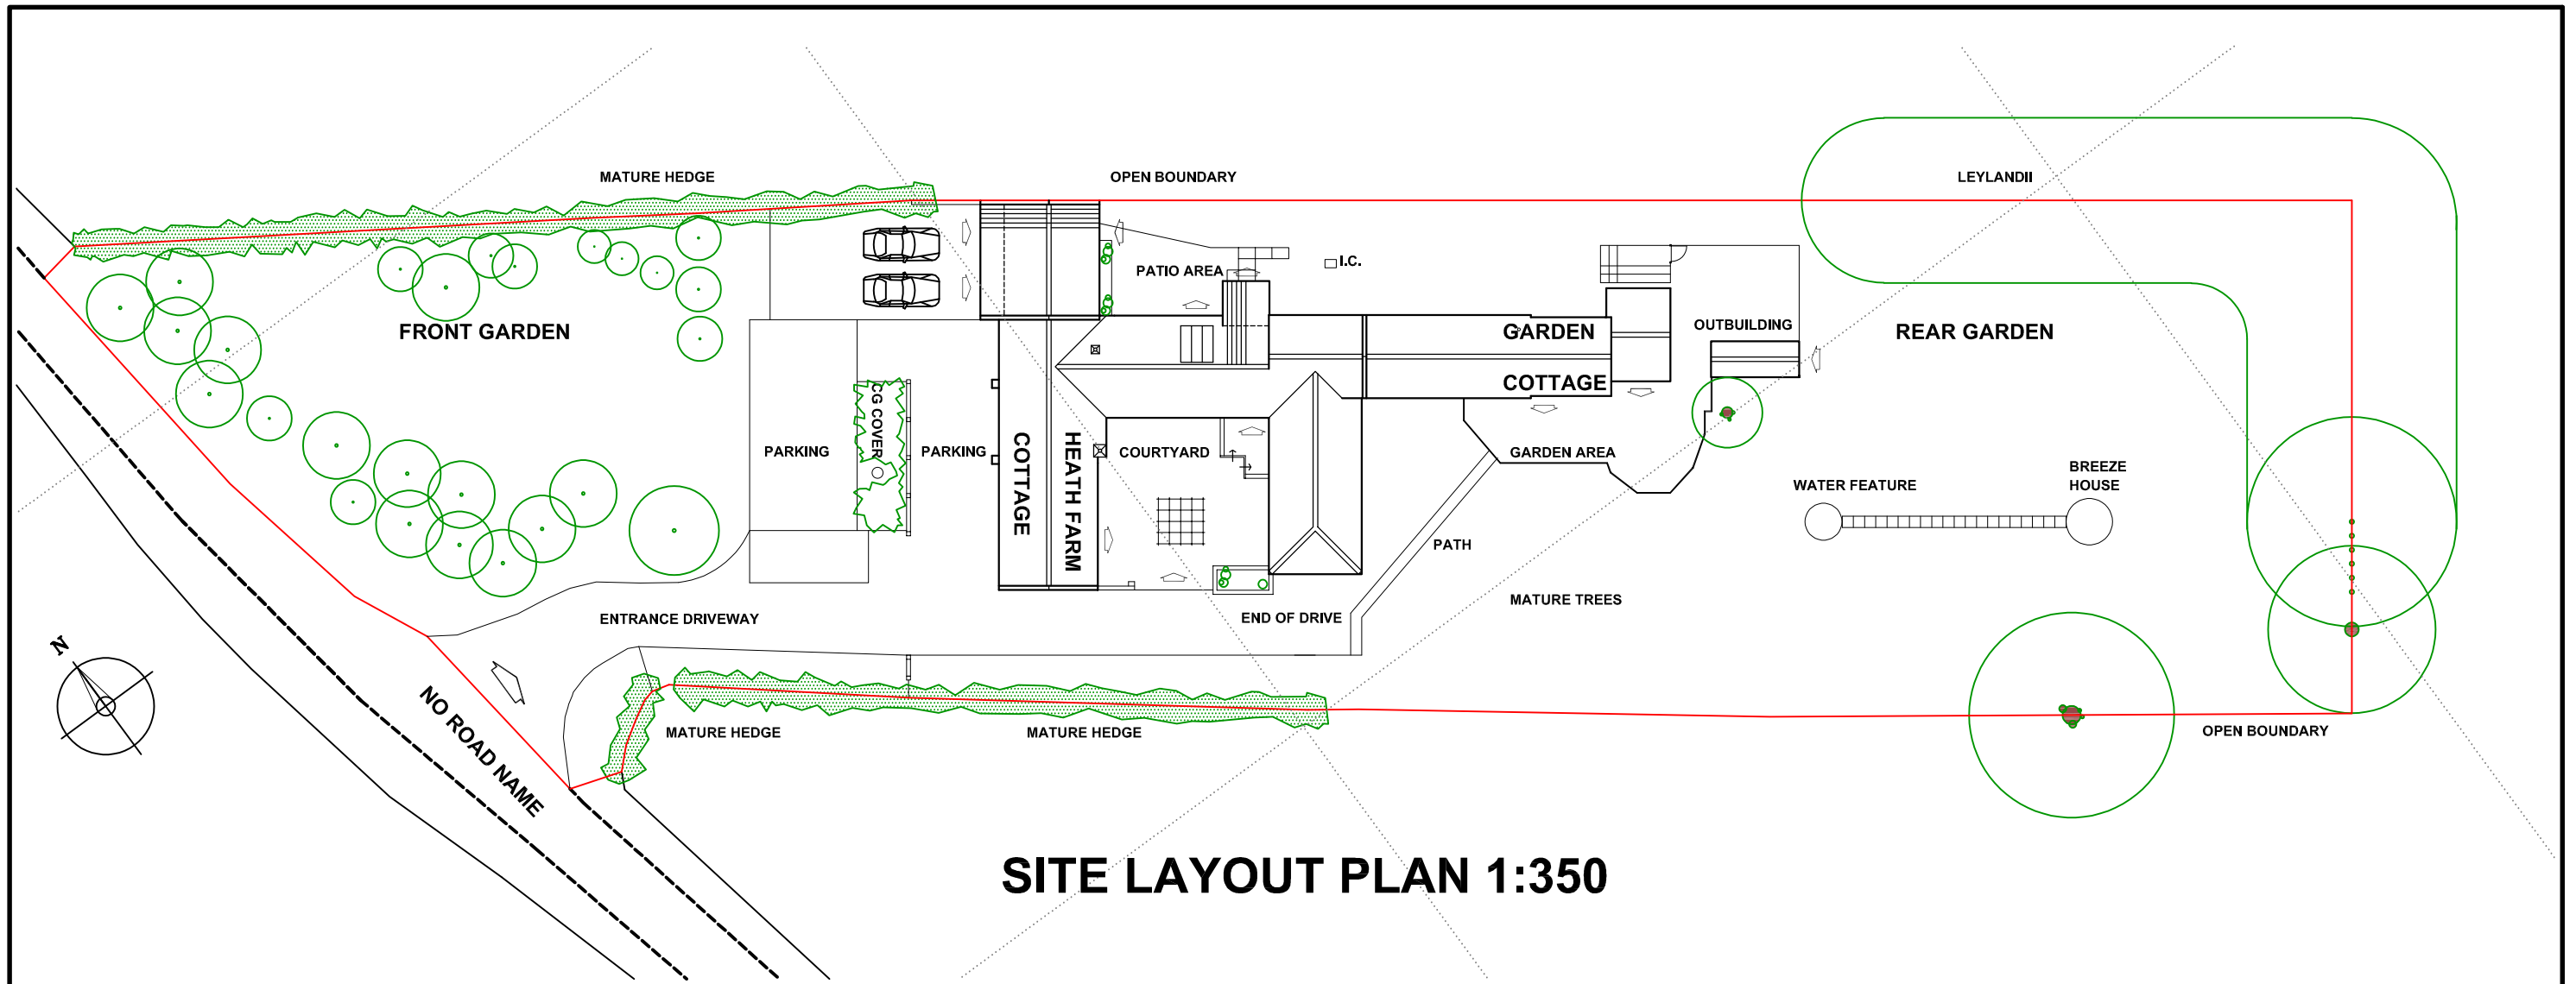 MATURE HEDGE
OPEN BOUNDARY
LEYLANDII
I.C.
PATIO AREA
FRONT GARDEN
GARDEN
COTTAGE
OUTBUILDING
REAR GARDEN
CG COVER
PARKING
PARKING
COTTAGE
HEATH FARM
COURTYARD
GARDEN AREA
WATER FEATURE
BREEZE
HOUSE
PATH
MATURE TREES
ENTRANCE DRIVEWAY
END OF DRIVE
N
NO ROAD NAME
MATURE HEDGE
MATURE HEDGE
OPEN BOUNDARY
SITE LAYOUT PLAN 1:350